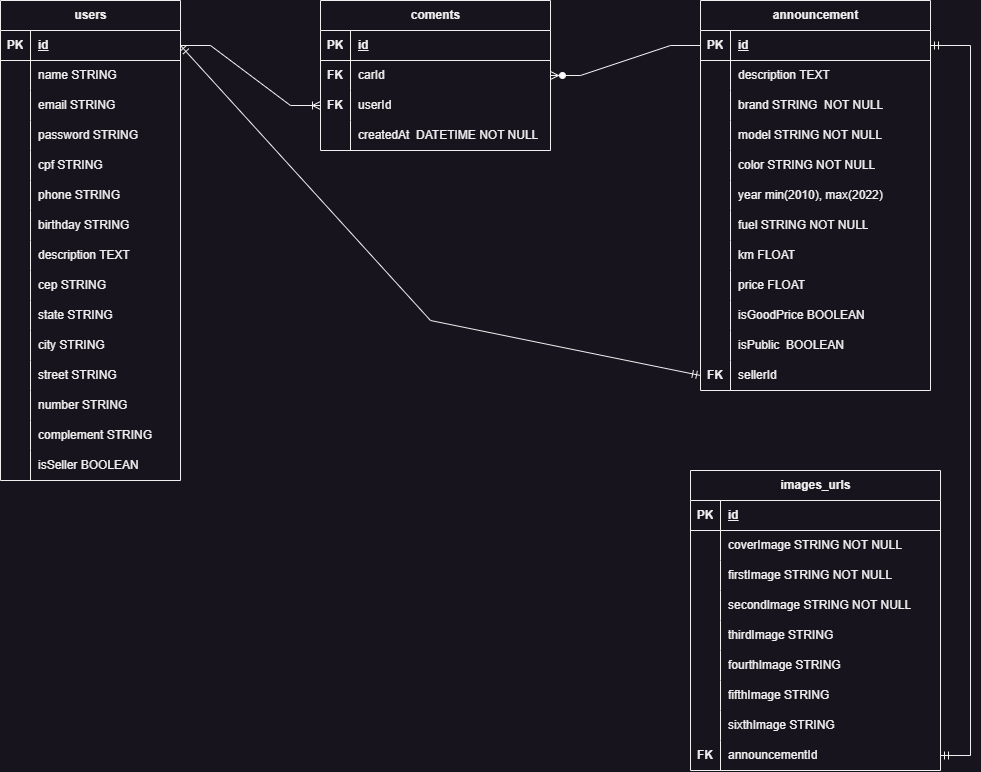 users
PK id
name STRING
email STRING
password STRING
cpf STRING
phone STRING
birthday STRING
description TEXT
cep STRING
state STRING
city STRING
street STRING
number STRING
complement STRING
isSeller BOOLEAN
coments
PK id
FK carId
FK userId
createdAt DATETIME NOT NULL
announcement
PK id
description TEXT
brand STRING NOT NULL
model STRING NOT NULL
color STRING NOT NULL
year min(2010), max(2022)
fuel STRING NOT NULL
km FLOAT
price FLOAT
isGoodPrice BOOLEAN
isPublic BOOLEAN
FK sellerId
images_urls
PK id
coverImage STRING NOT NULL
firstImage STRING NOT NULL
secondImage STRING NOT NULL
thirdImage STRING
fourthImage STRING
fifthImage STRING
sixthImage STRING
FK announcementId